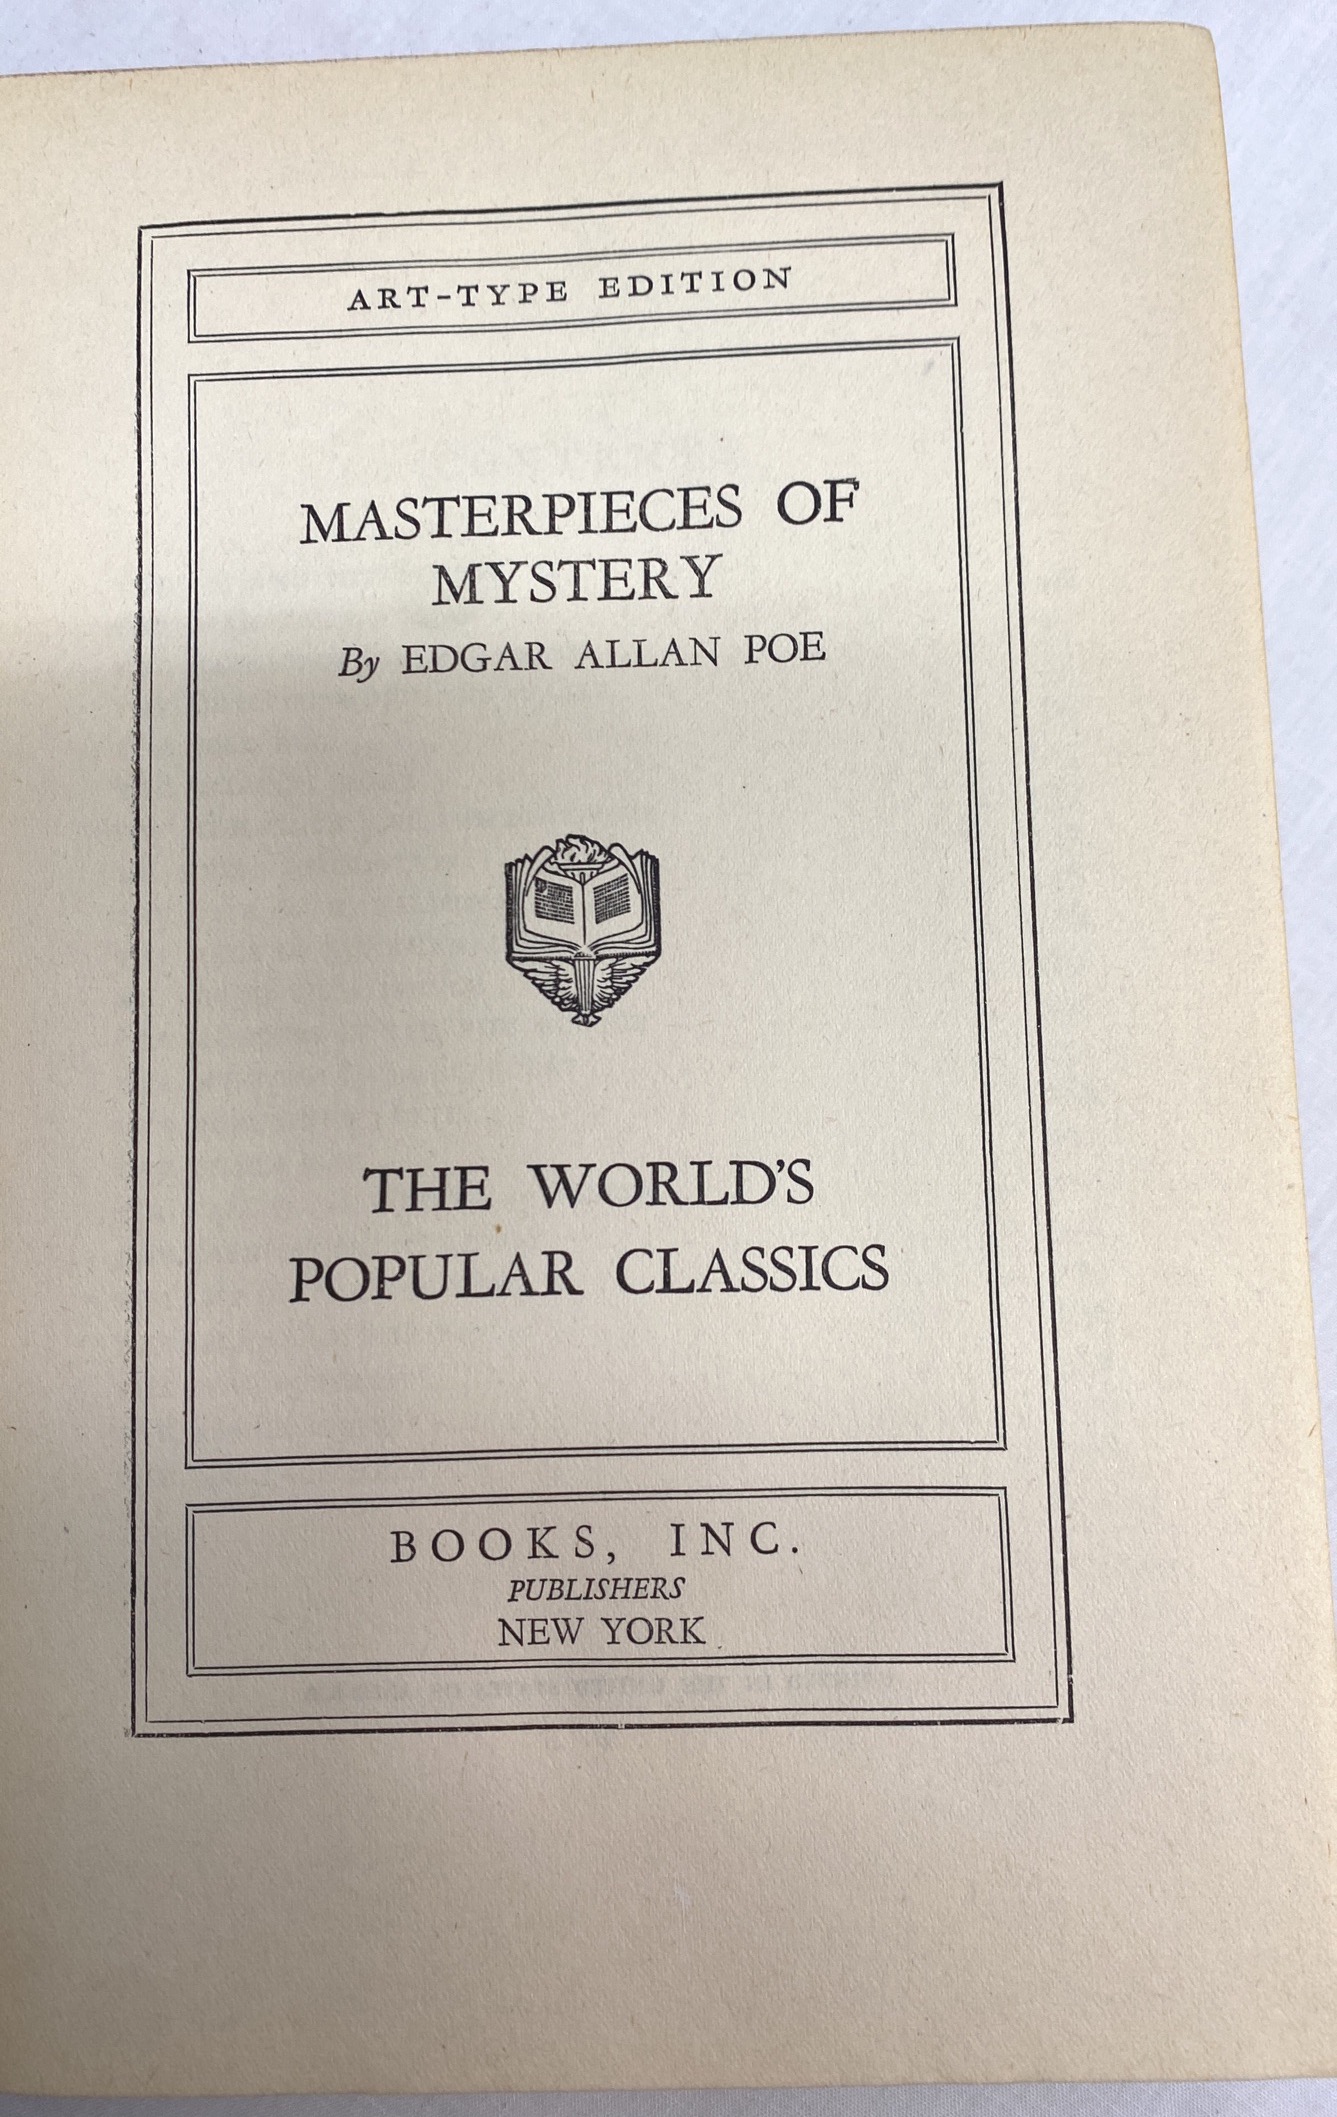 ART-TYPE EDITION
MASTERPIECES OF
MYSTERY
By EDGAR ALLAN POE
THE WORLD'S
POPULAR CLASSICS
BOOKS, INC.
PUBLISHERS
NEW YORK